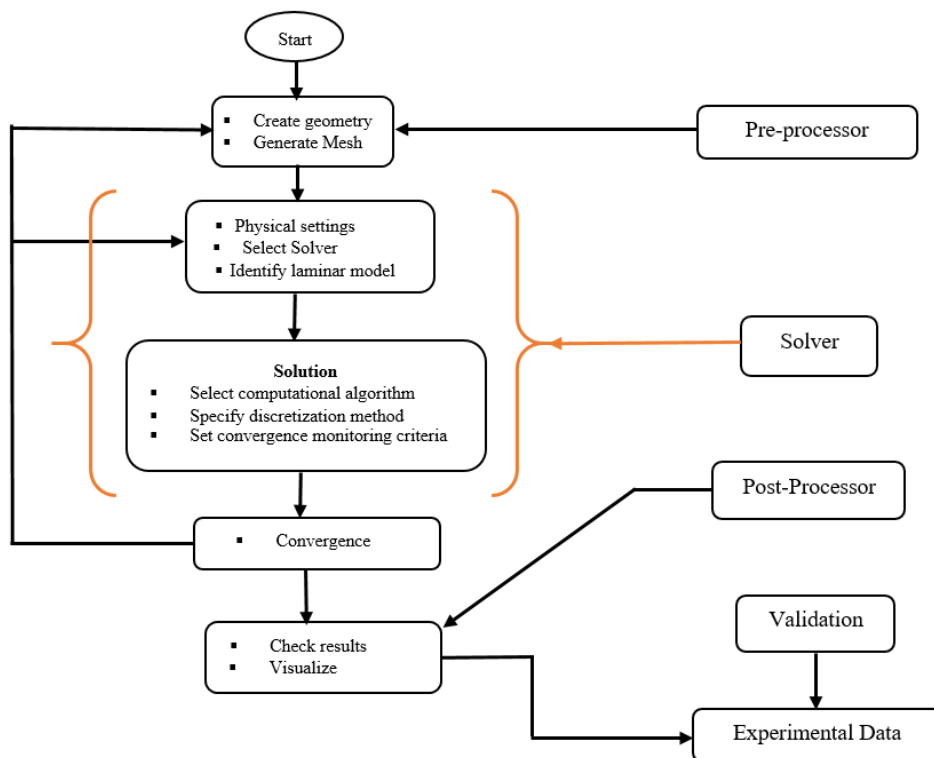 Start
▪ Create geometry
▪ Generate Mesh
Pre-processor
▪ Physical settings
▪ Select Solver
▪ Identify laminar model
Solver
Solution
▪ Select computational algorithm
▪ Specify discretization method
▪ Set convergence monitoring criteria
Post-Processor
▪ Convergence
▪ Check results
▪ Visualize
Validation
Experimental Data